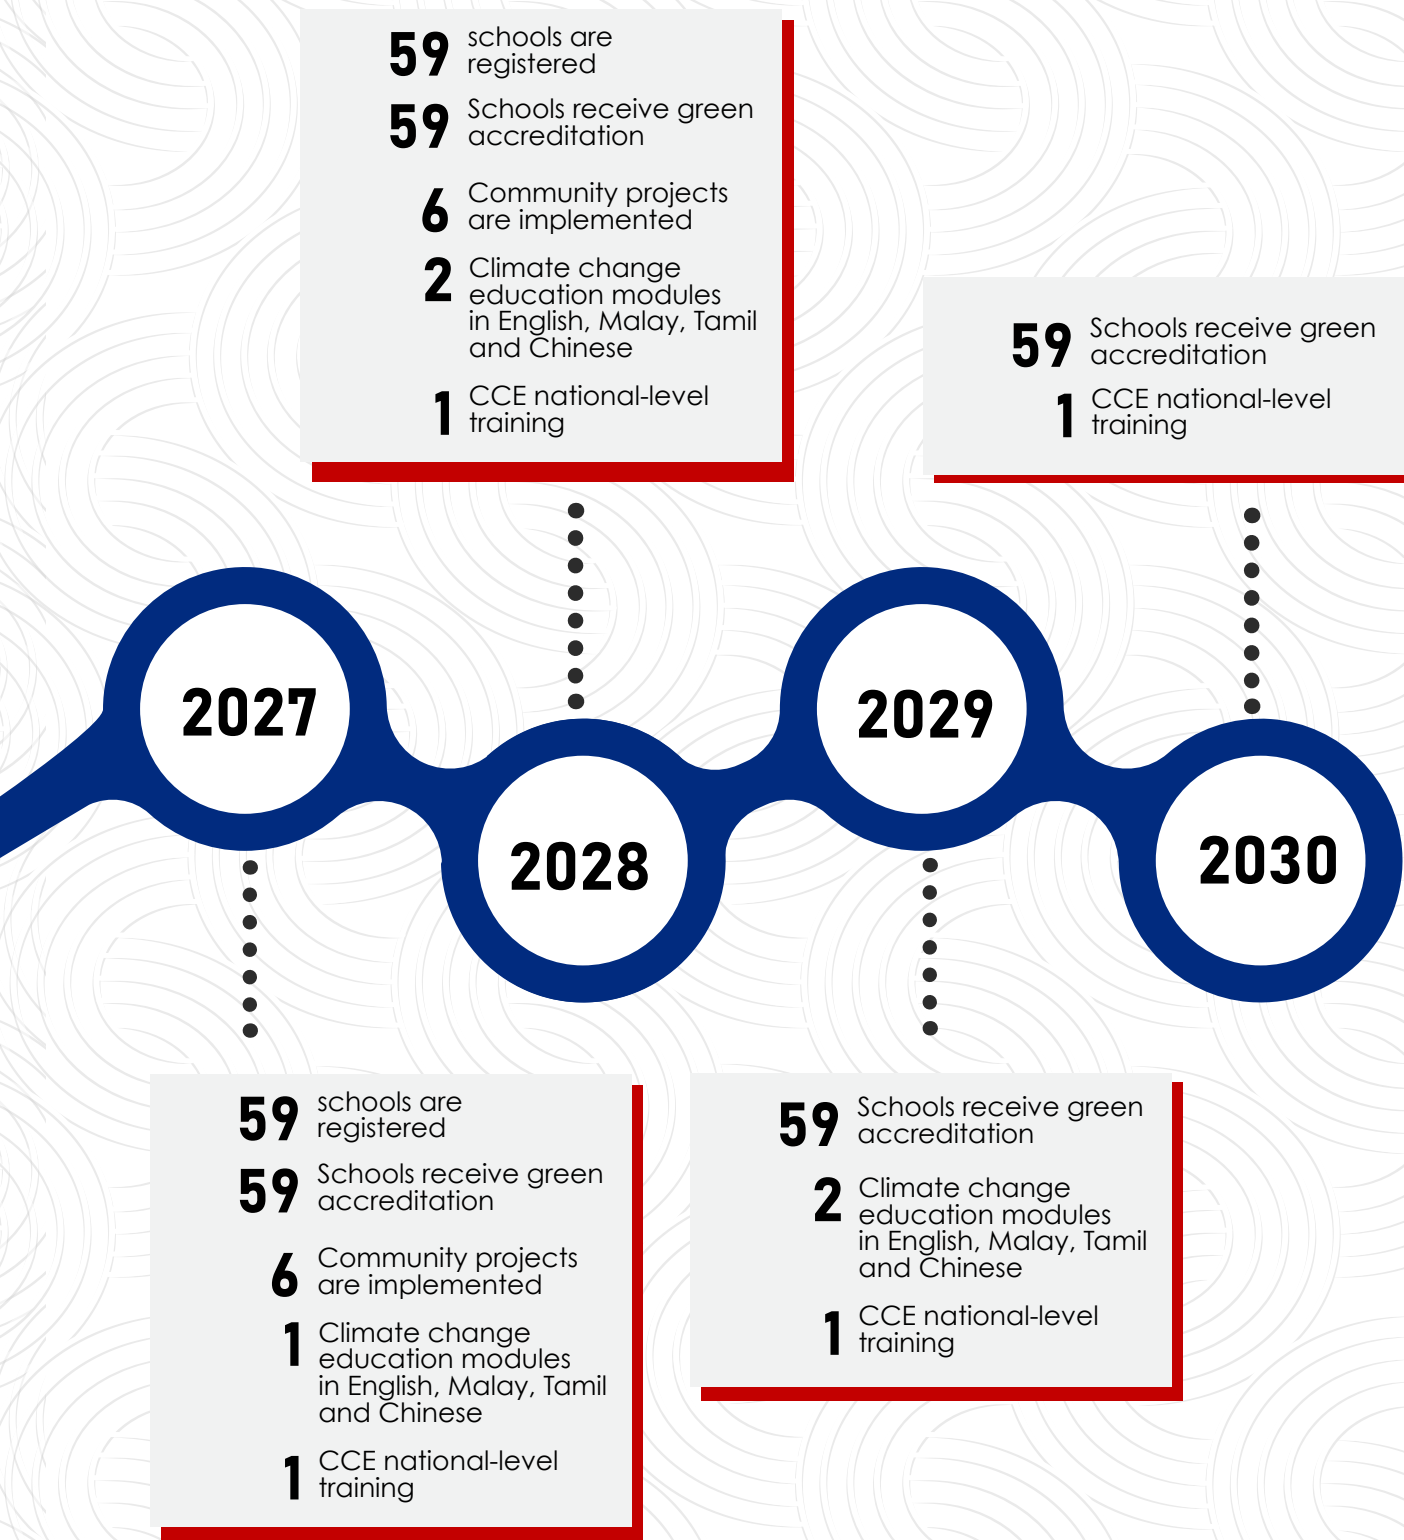 59 schools are
registered
59 Schools receive green
accreditation
6 Community projects
are implemented
2 Climate change
education modules
in English, Malay, Tamil
and Chinese
1 CCE national-level
training
59 Schools receive green
accreditation
1 CCE national-level
training
2027
2028
2029
2030
59 schools are
registered
59 Schools receive green
accreditation
6 Community projects
are implemented
1 Climate change
education modules
in English, Malay, Tamil
and Chinese
1 CCE national-level
training
59 Schools receive green
accreditation
2 Climate change
education modules
in English, Malay, Tamil
and Chinese
1 CCE national-level
training